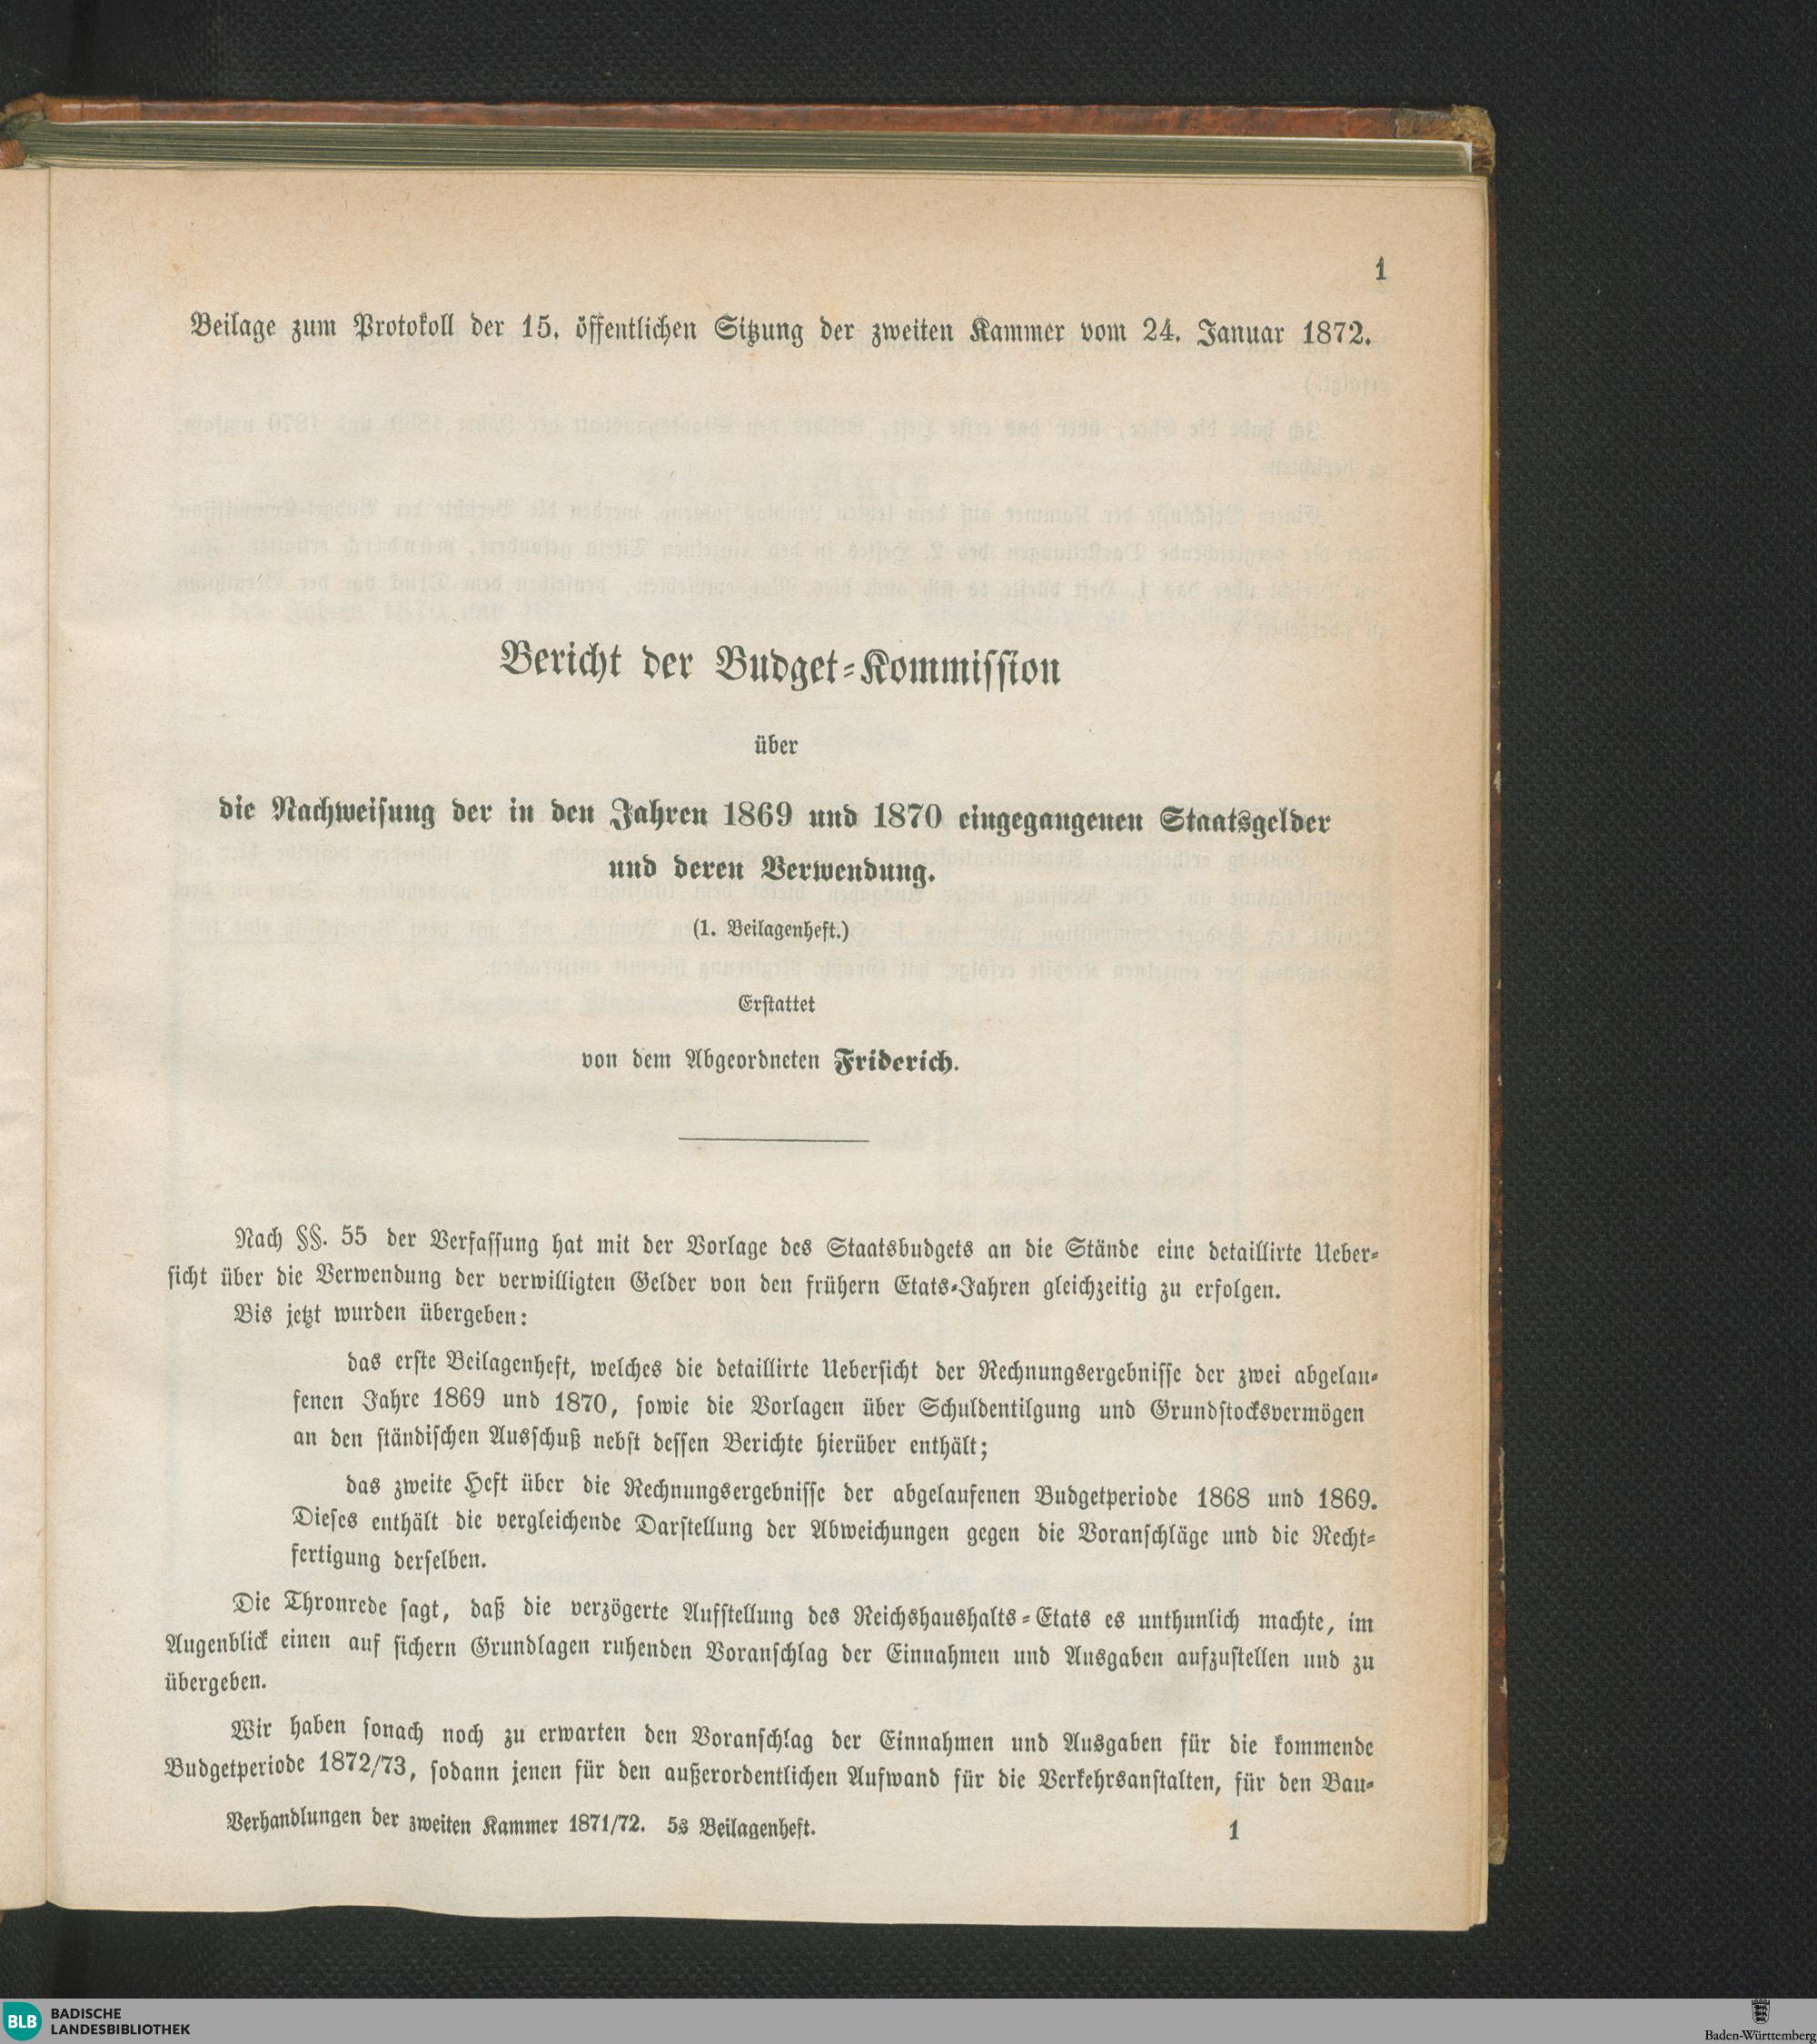 1
Beilage zum Protokoll der 15. öffentlichen Sitzung der zweiten Kammer vom 24. Januar 1872.
Bericht der Budget-Kommission
über
die Nachweisung der in den Jahren 1869 und 1870 eingegangenen Staatsgelder
und deren Verwendung.
(1. Beilagenheft.)
Erstattet
von dem Abgeordneten Friderich.
Nach §§. 55 der Verfassung hat mit der Vorlage des Staatsbudgets an die Stände eine detaillirte Ueber-
sicht über die Verwendung der verwilligten Gelder von den frühern Etats-Jahren gleichzeitig zu erfolgen.
Bis jetzt wurden übergeben:
das erste Beilagenheft, welches die detaillirte Uebersicht der Rechnungsergebnisse der zwei abgelau-
fenen Jahre 1869 und 1870, sowie die Vorlagen über Schuldentilgung und Grundstocksvermögen
an den ständischen Ausschuß nebst dessen Berichte hierüber enthält;
das zweite Heft über die Rechnungsergebnisse der abgelaufenen Budgetperiode 1868 und 1869.
Dieses enthält die vergleichende Darstellung der Abweichungen gegen die Voranschläge und die Recht-
fertigung derselben.
Die Thronrede sagt, daß die verzögerte Aufstellung des Reichshaushalts-Etats es unthunlich machte, im
Augenblick einen auf sichern Grundlagen ruhenden Voranschlag der Einnahmen und Ausgaben aufzustellen und zu
übergeben.
Wir haben sonach noch zu erwarten den Voranschlag der Einnahmen und Ausgaben für die kommende
Budgetperiode 1872/73, sodann jenen für den außerordentlichen Aufwand für die Verkehrsanstalten, für den Bau-
Verhandlungen der zweiten Kammer 1871/72. 5s Beilagenheft. 1
BLB BADISCHE
LANDESBIBLIOTHEK
Baden-Württemberg